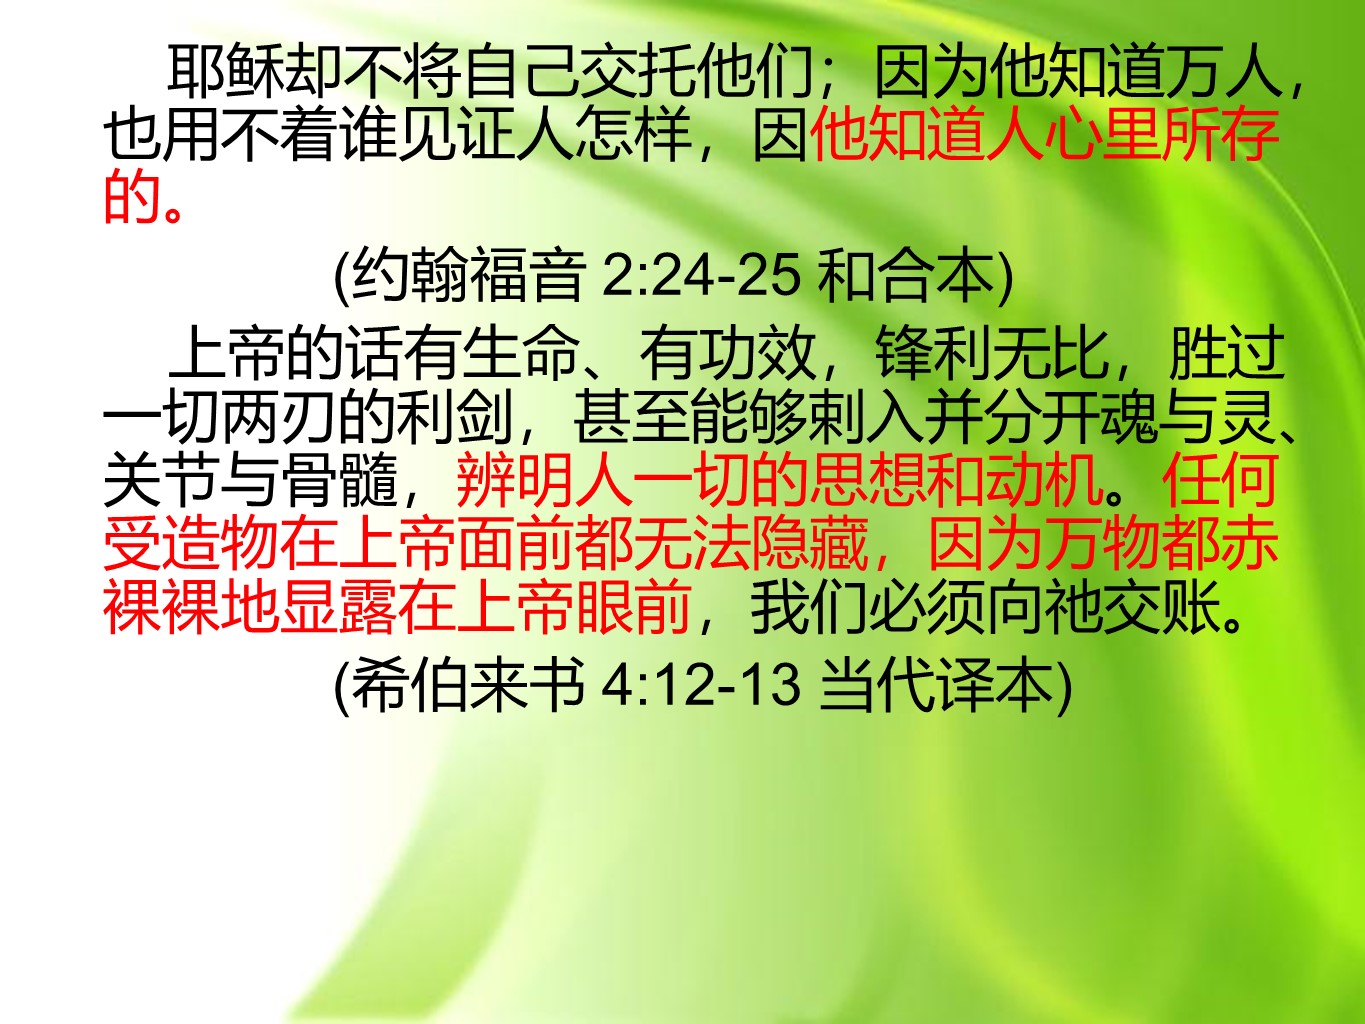 耶稣却不将自己交托他们；因为他知道万人，
也用不着谁见证人怎样，因他知道人心里所存
的。
(约翰福音 2:24-25 和合本)
上帝的话有生命、有功效，锋利无比，胜过
一切两刃的利剑，甚至能够刺入并分开魂与灵、
关节与骨髓，辨明人一切的思想和动机。任何
受造物在上帝面前都无法隐藏，因为万物都赤
裸裸地显露在上帝眼前，我们必须向祂交账。
(希伯来书 4:12-13 当代译本)